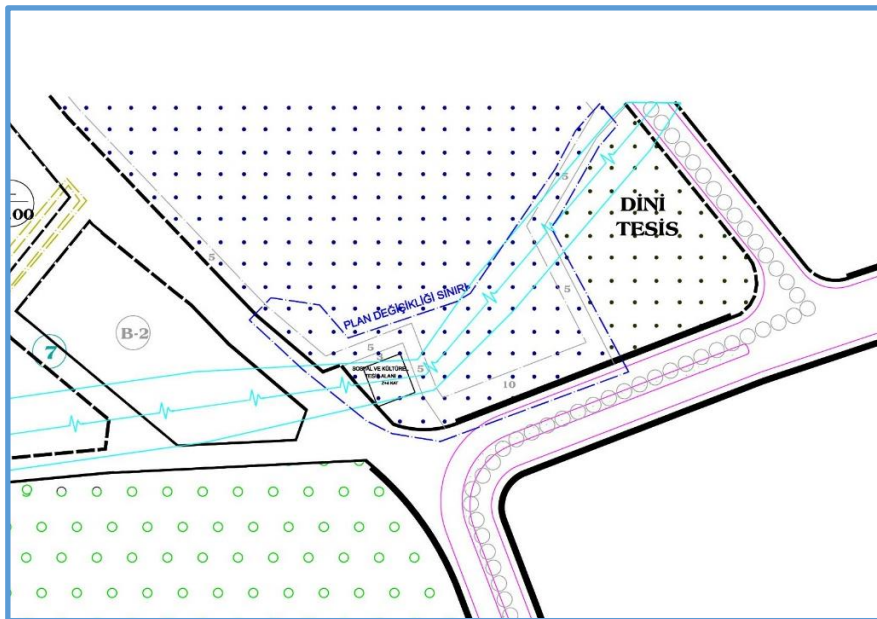 5
DİNİ
TESİS
.00
5
5
PLAN DEĞİŞİKLİĞİ SINIRI
B-2
7
5
5
SOSYAL VE KÜLTÜREL
TESİS ALANI
10